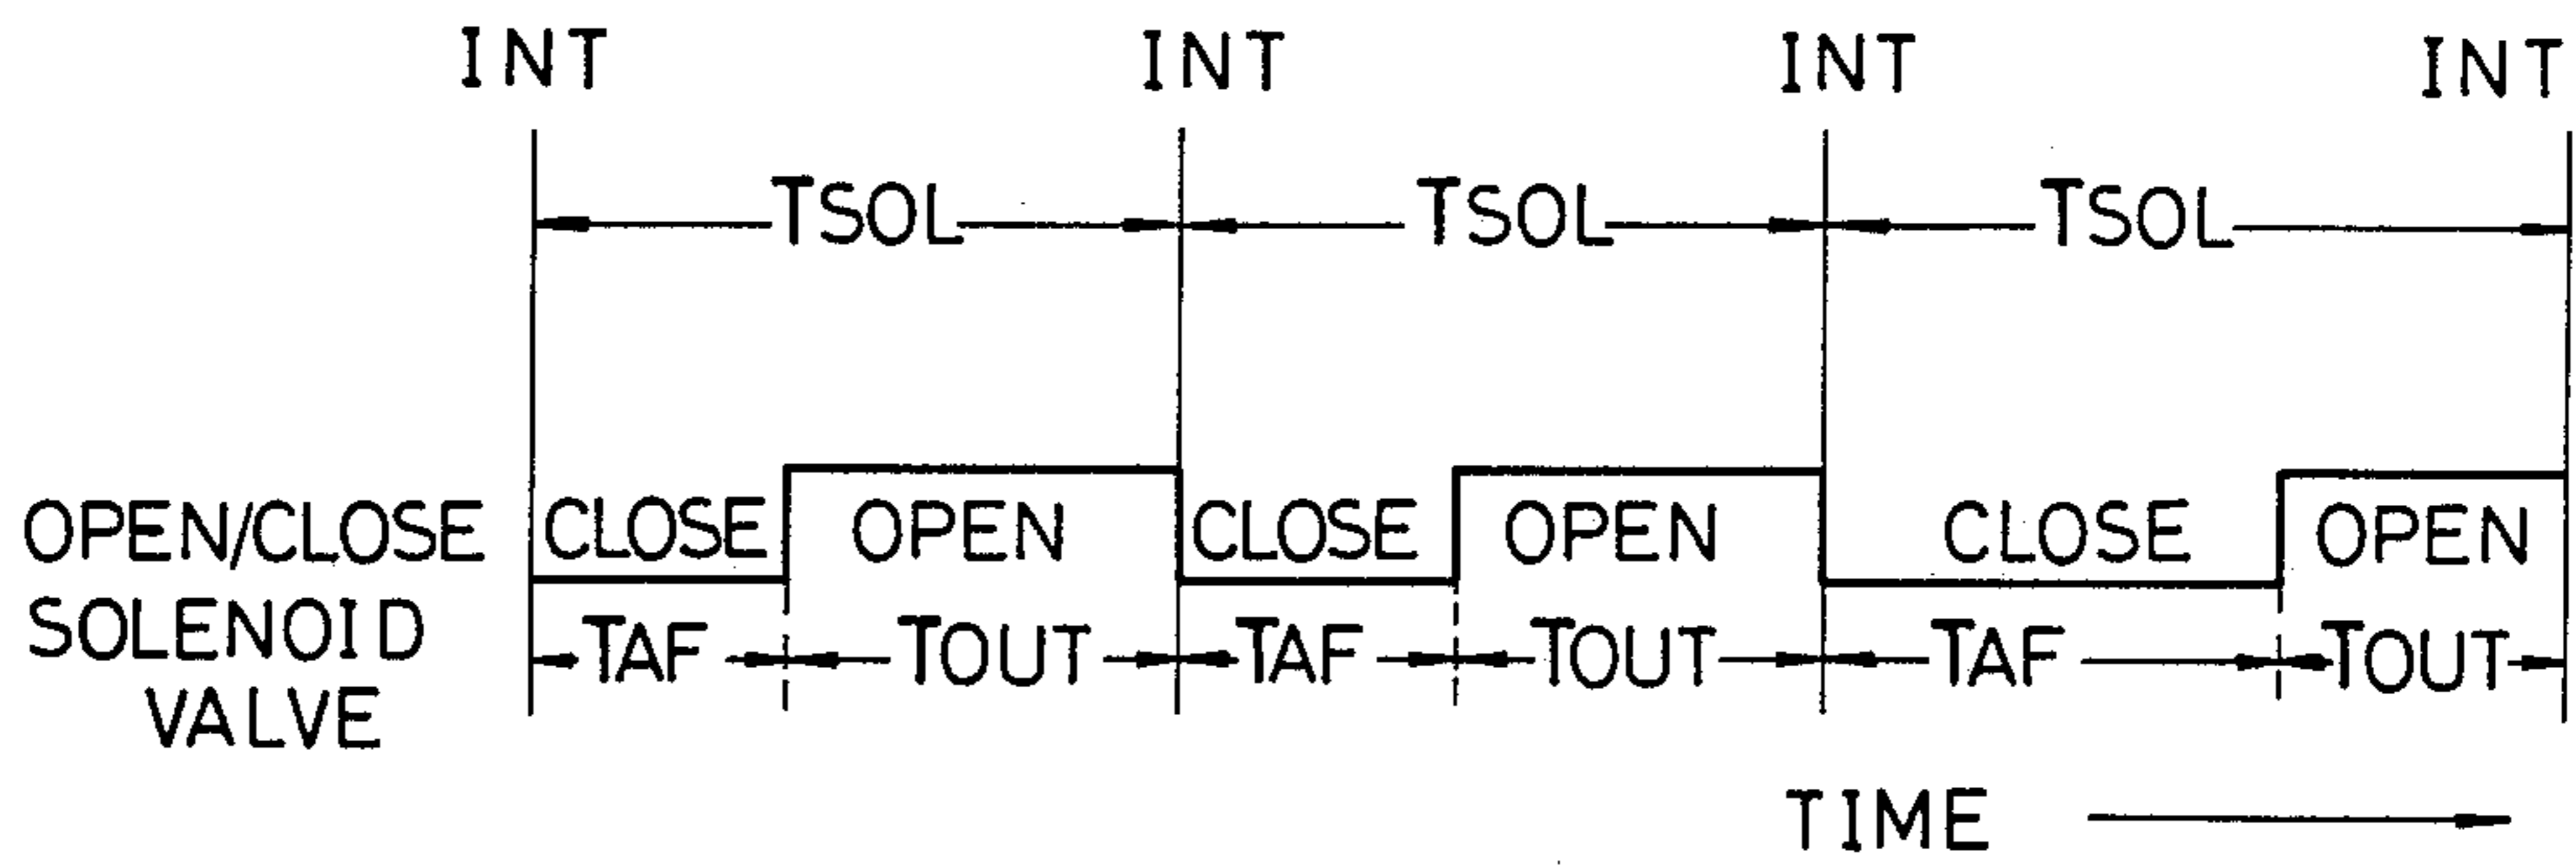 INT INT INT INT
TSOL TSOL TSOL
CLOSE OPEN CLOSE OPEN CLOSE OPEN
OPEN/CLOSE
SOLENOID
VALVE
TAF TOUT TAF TOUT TAF TOUT
TIME